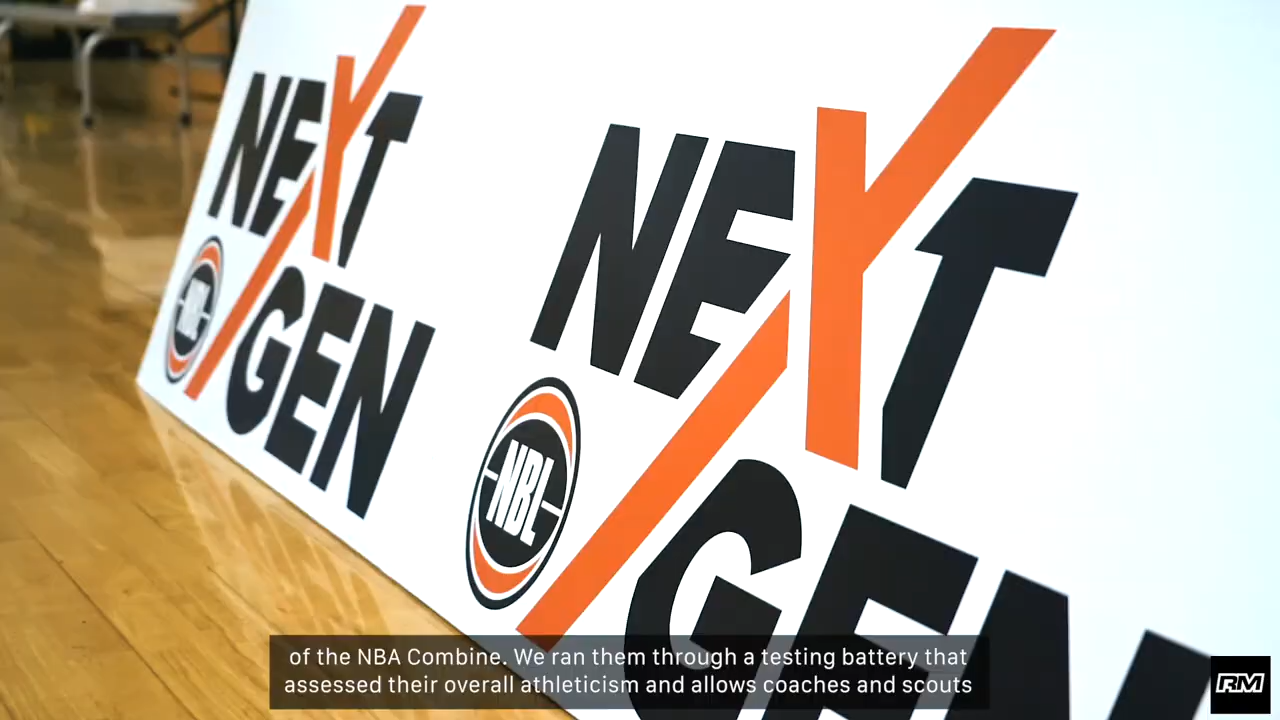 NEXT
GEN
NBL
NEXT
GEN
NBL
of the NBA Combine. We ran them through a testing battery that
assessed their overall athleticism and allows coaches and scouts
RM